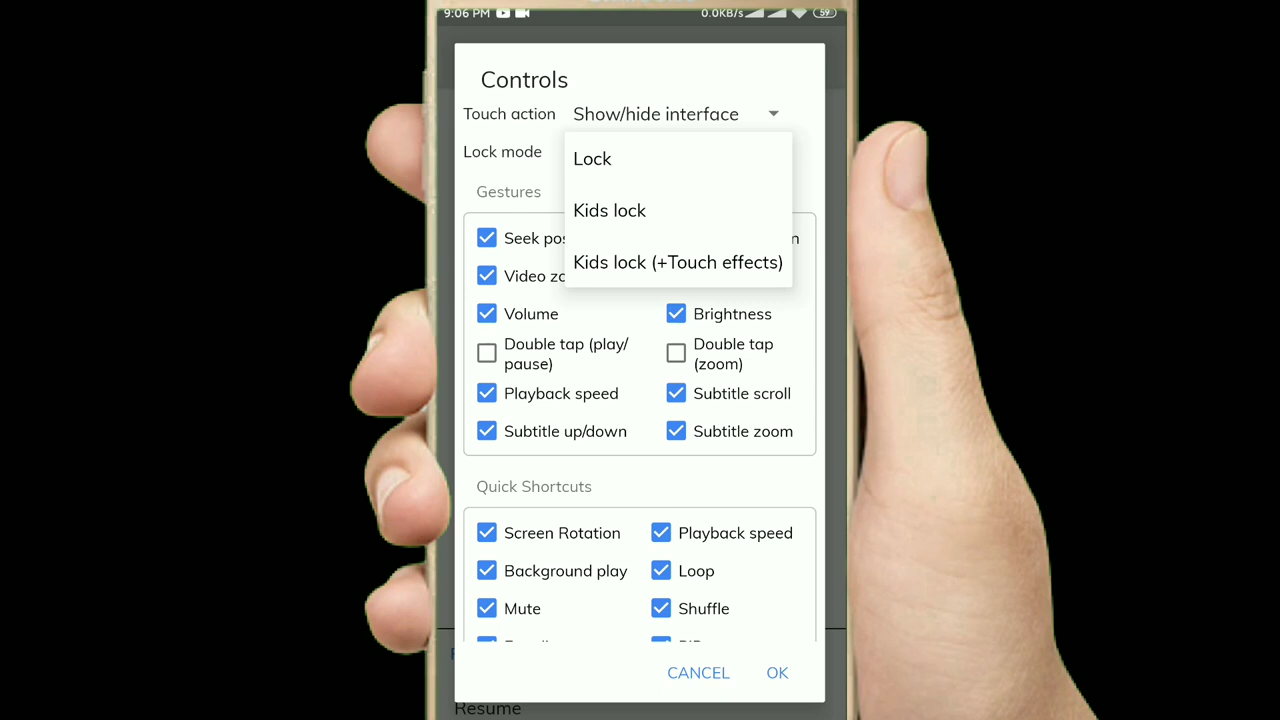 9:06 PM 0.0KB/s 59
Controls
Touch action Show/hide interface
Lock mode Lock
Kids lock
Kids lock (+Touch effects)
Gestures
Seek
Video
Volume Brightness
Double tap (play/
pause)
Double tap
(zoom)
Playback speed Subtitle scroll
Subtitle up/down Subtitle zoom
Quick Shortcuts
Screen Rotation Playback speed
Background play Loop
Mute Shuffle
CANCEL OK
Resume